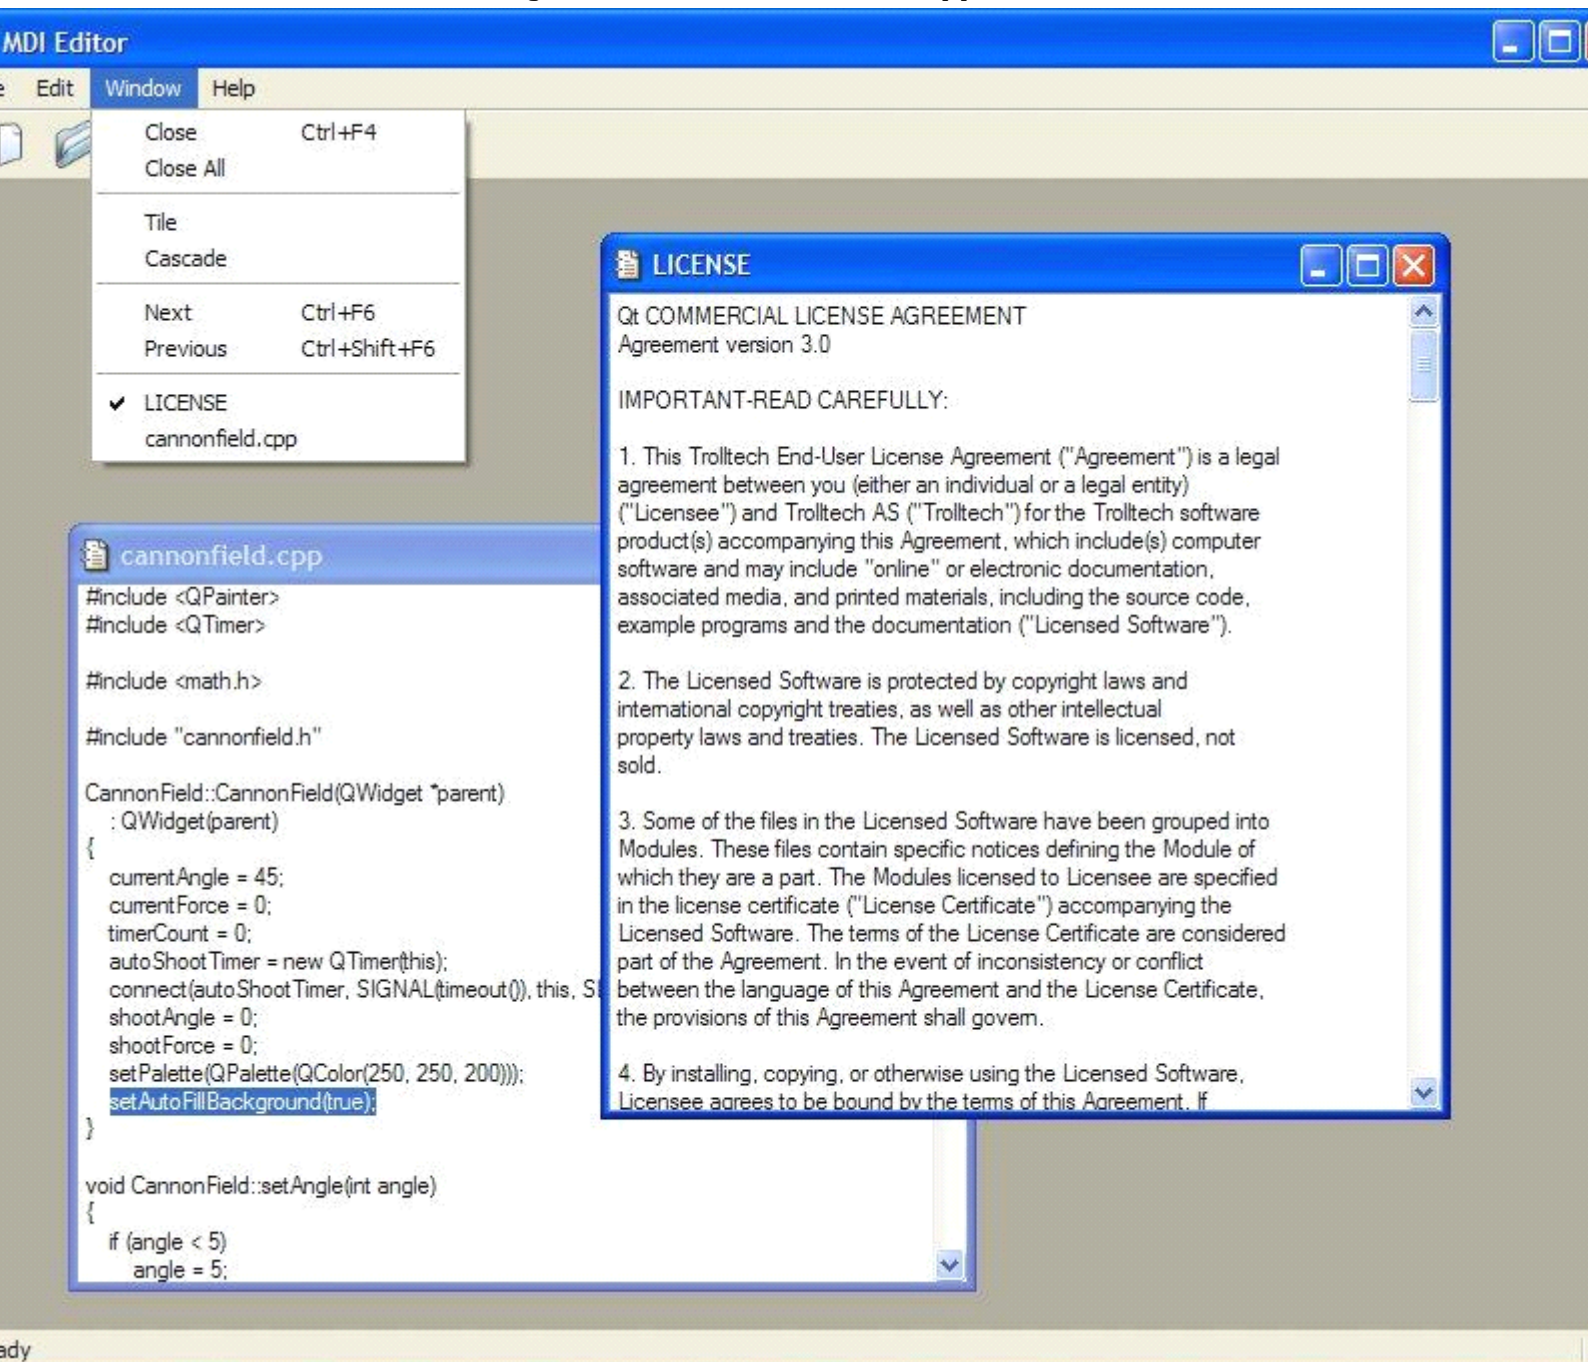 MDI Editor
Edit Window Help
Close Ctrl+F4
Close All
Tile
Cascade
Next Ctrl+F6
Previous Ctrl+Shift+F6
✔ LICENSE
cannonfield.cpp
LICENSE
Qt COMMERCIAL LICENSE AGREEMENT
Agreement version 3.0
IMPORTANT-READ CAREFULLY:
1. This Trolltech End-User License Agreement ("Agreement") is a legal
agreement between you (either an individual or a legal entity)
("Licensee") and Trolltech AS ("Trolltech") for the Trolltech software
product(s) accompanying this Agreement, which include(s) computer
software and may include "online" or electronic documentation,
associated media, and printed materials, including the source code,
example programs and the documentation ("Licensed Software").
2. The Licensed Software is protected by copyright laws and
international copyright treaties, as well as other intellectual
property laws and treaties. The Licensed Software is licensed, not
sold.
3. Some of the files in the Licensed Software have been grouped into
Modules. These files contain specific notices defining the Module of
which they are a part. The Modules licensed to Licensee are specified
in the license certificate ("License Certificate") accompanying the
Licensed Software. The terms of the License Certificate are considered
part of the Agreement. In the event of inconsistency or conflict
between the language of this Agreement and the License Certificate,
the provisions of this Agreement shall govern.
4. By installing, copying, or otherwise using the Licensed Software,
Licensee agrees to be bound by the terms of this Agreement. If
cannonfield.cpp
#include <QPainter>
#include <QTimer>
#include <math.h>
#include "cannonfield.h"
CannonField::CannonField(QWidget *parent)
: QWidget(parent)
{
currentAngle = 45;
currentForce = 0;
timerCount = 0;
autoShootTimer = new QTimer(this);
connect(autoShootTimer, SIGNAL(timeout()), this, S
shootAngle = 0;
shootForce = 0;
setPalette(QPalette(QColor(250, 250, 200)));
setAutoFillBackground(true);
}
void CannonField::setAngle(int angle)
{
if (angle < 5)
angle = 5;
ady